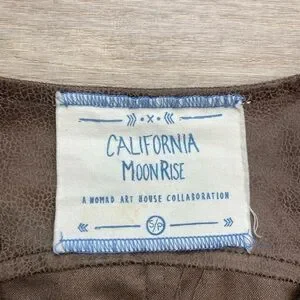 CALIFORNIA
MOONRISE
A NOMAD ART HOUSE COLLABORATION
S/P